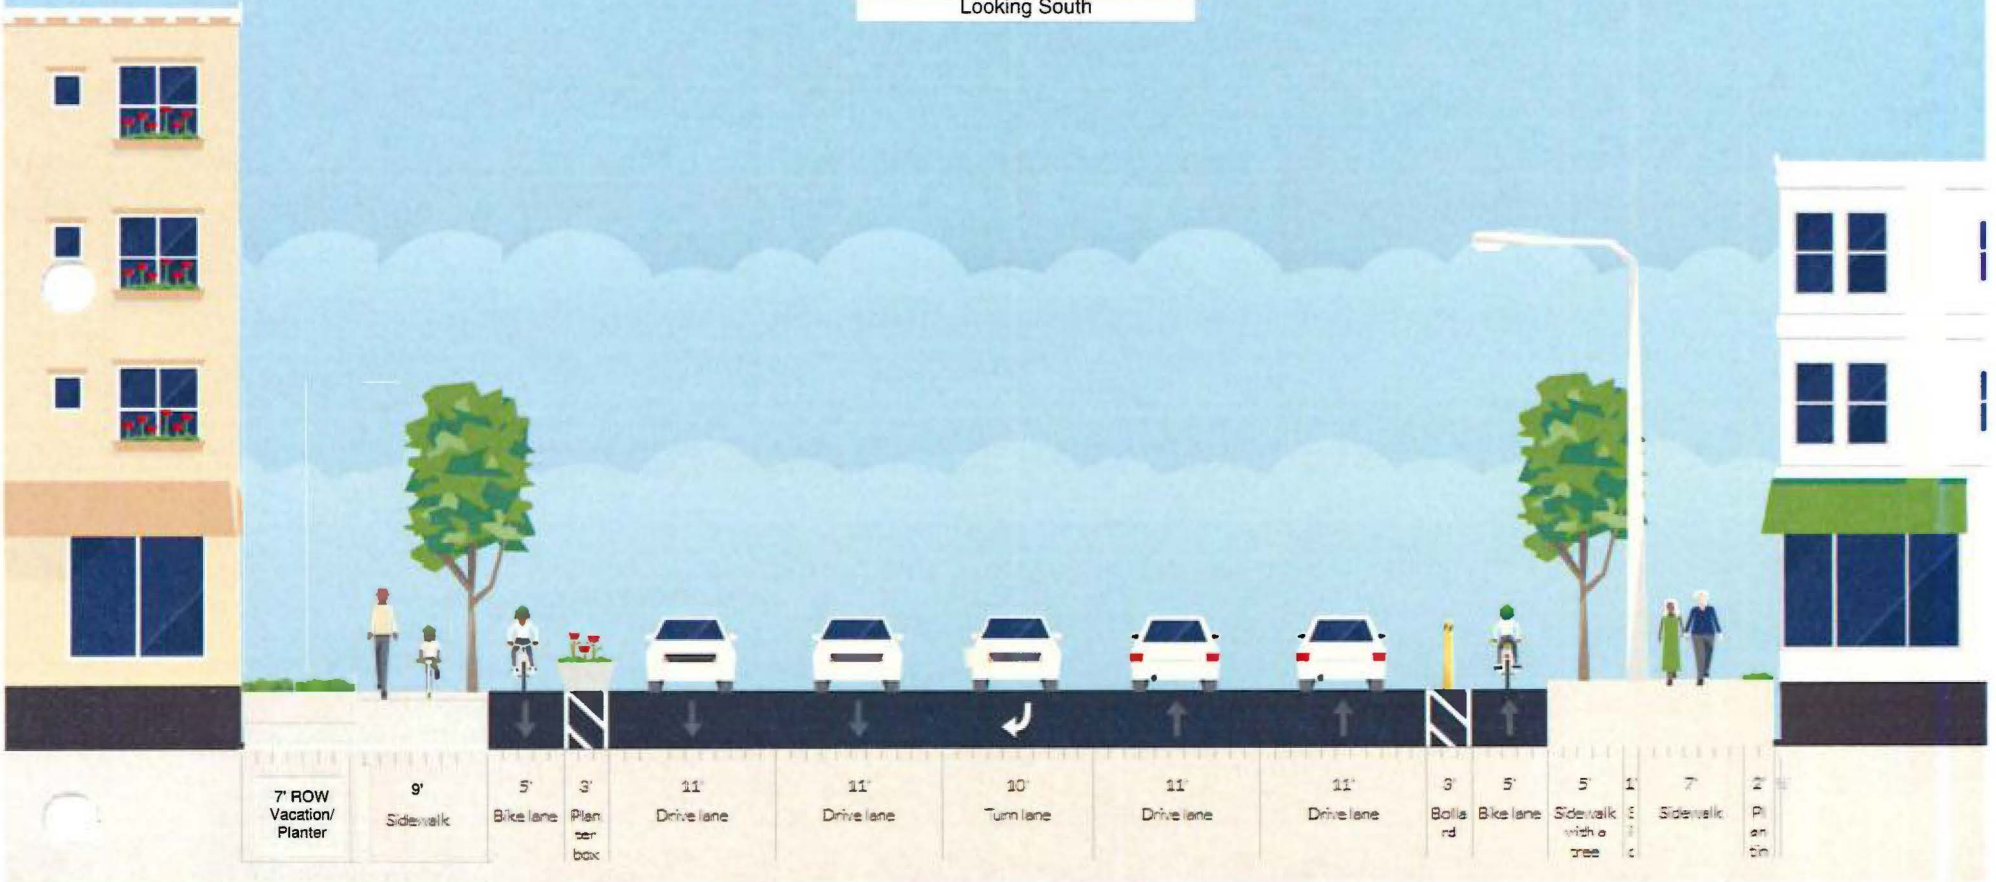 Looking South
7' ROW
Vacation/
Planter
9'
Sidewalk
5'
Bike lane
3'
Plan
ter
box
11'
Drive lane
11'
Drive lane
10'
Turn lane
11'
Drive lane
11'
Drive lane
3'
Bolla
rd
5'
Bike lane
5'
Sidewalk
with a
tree
1'
7'
Sidewalk
2'
Pl
an
tin